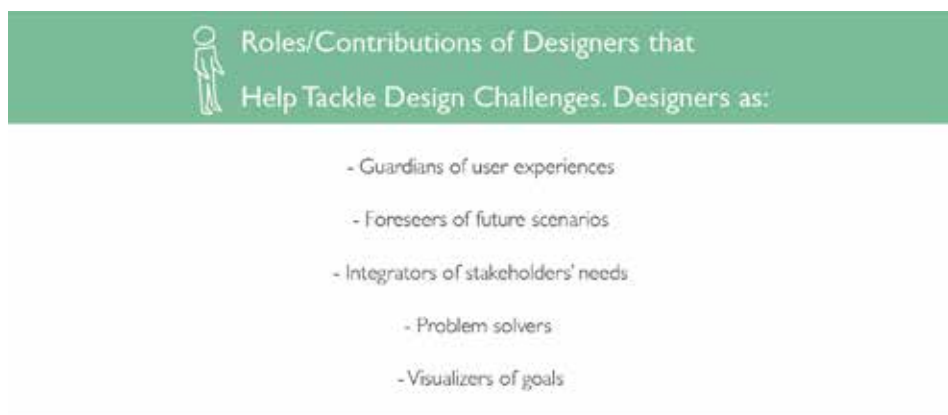 Roles/Contributions of Designers that
Help Tackle Design Challenges. Designers as:
- Guardians of user experiences
- Foreseers of future scenarios
- Integrators of stakeholders' needs
- Problem solvers
- Visualizers of goals